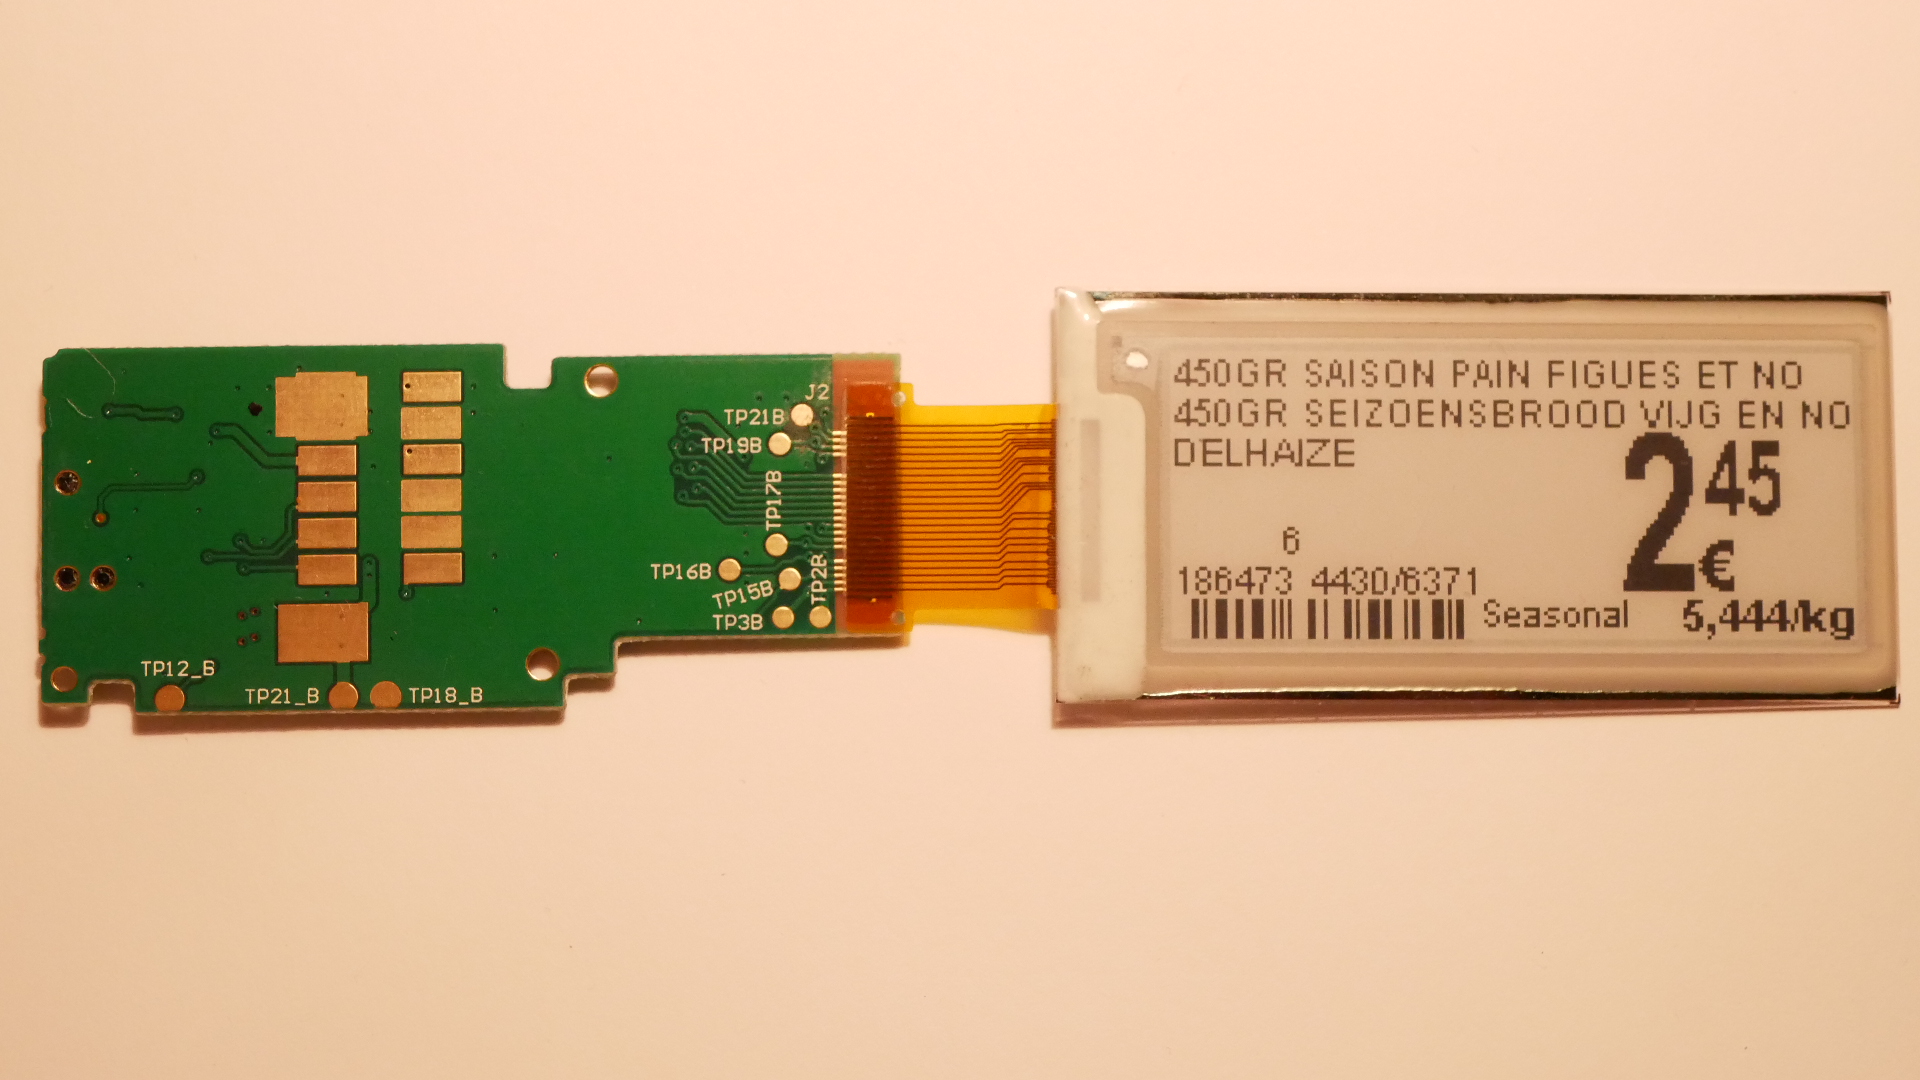 J2
TP21B
TP19B
TP17B
TP16B
TP15B
TP2B
TP3B
TP12_B
TP21_B
TP18_B
450GR SAISON PAIN FIGUES ET NO
450GR SEIZOENSBROOD VIJG EN NO
DELHAIZE
2 45
€
6
186473 4430/6371
Seasonal 5,444/kg